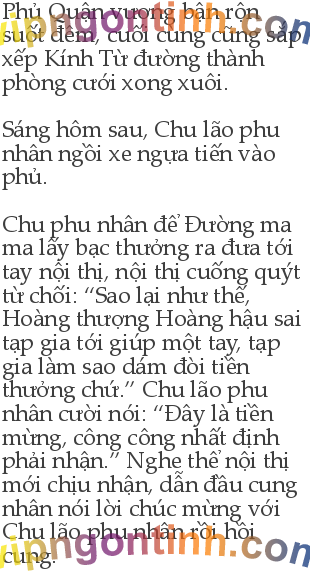 Phủ Quận vương bận rộn
suốt đêm, cuối cùng cũng sắp
xếp Kính Từ đường thành
phòng cưới xong xuôi.
Sáng hôm sau, Chu lão phu
nhân ngồi xe ngựa tiến vào
phủ.
Chu phu nhân để Đường ma
ma lấy bạc thưởng ra đưa tới
tay nội thị, nội thị cuống quýt
từ chối: “Sao lại như thế,
Hoàng thượng Hoàng hậu sai
tạp gia tới giúp một tay, tạp
gia làm sao dám đòi tiền
thưởng chứ.” Chu lão phu
nhân cười nói: “Đây là tiền
mừng, công công nhất định
phải nhận.” Nghe thế nội thị
mới chịu nhận, dẫn đầu cung
nhân nói lời chúc mừng với
Chu lão phu nhân rồi hồi
cung.
vipngontinh.com
vipngontinh.com